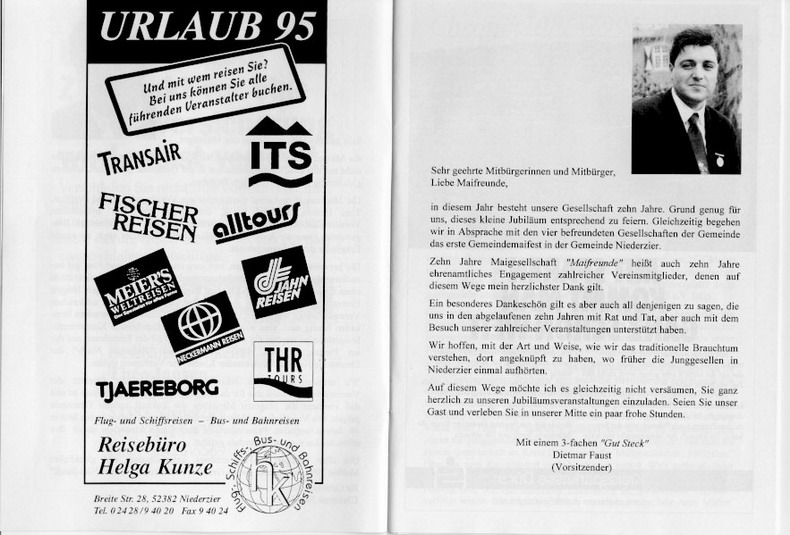 URLAUB 95
Und mit wem reisen Sie?
Bei uns können Sie alle
führenden Veranstalter buchen.
TRANSAIR
ITS
FISCHER
REISEN
alltours
MEIER'S
WELTREISEN
JAHN
REISEN
NECKERMANN REISEN
THR
TOURS
TJAEREBORG
Flug- und Schiffsreisen – Bus- und Bahnreisen
Reisebüro
Helga Kunze
Flug-, Schiffs-, Bus- und Bahnreisen
Breite Str. 28, 52382 Niederzier
Tel. 02428/94020 Fax 94024
Sehr geehrte Mitbürgerinnen und Mitbürger,
Liebe Maifreunde,
in diesem Jahr besteht unsere Gesellschaft zehn Jahre. Grund genug für
uns, dieses kleine Jubiläum entsprechend zu feiern. Gleichzeitig begehen
wir in Absprache mit den vier befreundeten Gesellschaften der Gemeinde
das erste Gemeindemaifest in der Gemeinde Niederzier.
Zehn Jahre Maigesellschaft "Maifreunde" heißt auch zehn Jahre
ehrenamtliches Engagement zahlreicher Vereinsmitglieder, denen auf
diesem Wege mein herzlichster Dank gilt.
Ein besonderes Dankeschön gilt es aber auch all denjenigen zu sagen, die
uns in den abgelaufenen zehn Jahren mit Rat und Tat, aber auch mit dem
Besuch unserer zahlreicher Veranstaltungen unterstützt haben.
Wir hoffen, mit der Art und Weise, wie wir das traditionelle Brauchtum
verstehen, dort angeknüpft zu haben, wo früher die Junggesellen in
Niederzier einmal aufhörten.
Auf diesem Wege möchte ich es gleichzeitig nicht versäumen, Sie ganz
herzlich zu unseren Jubiläumsveranstaltungen einzuladen. Seien Sie unser
Gast und verleben Sie in unserer Mitte ein paar frohe Stunden.
Mit einem 3-fachen "Gut Steck"
Dietmar Faust
(Vorsitzender)